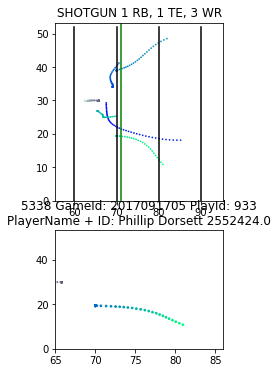 SHOTGUN 1 RB, 1 TE, 3 WR
50
40
30
20
10
0
60 70 80 90
5338 GameId: 2017091705 PlayId: 933
PlayerName + ID: Phillip Dorsett 2552424.0
40
20
0
65 70 75 80 85